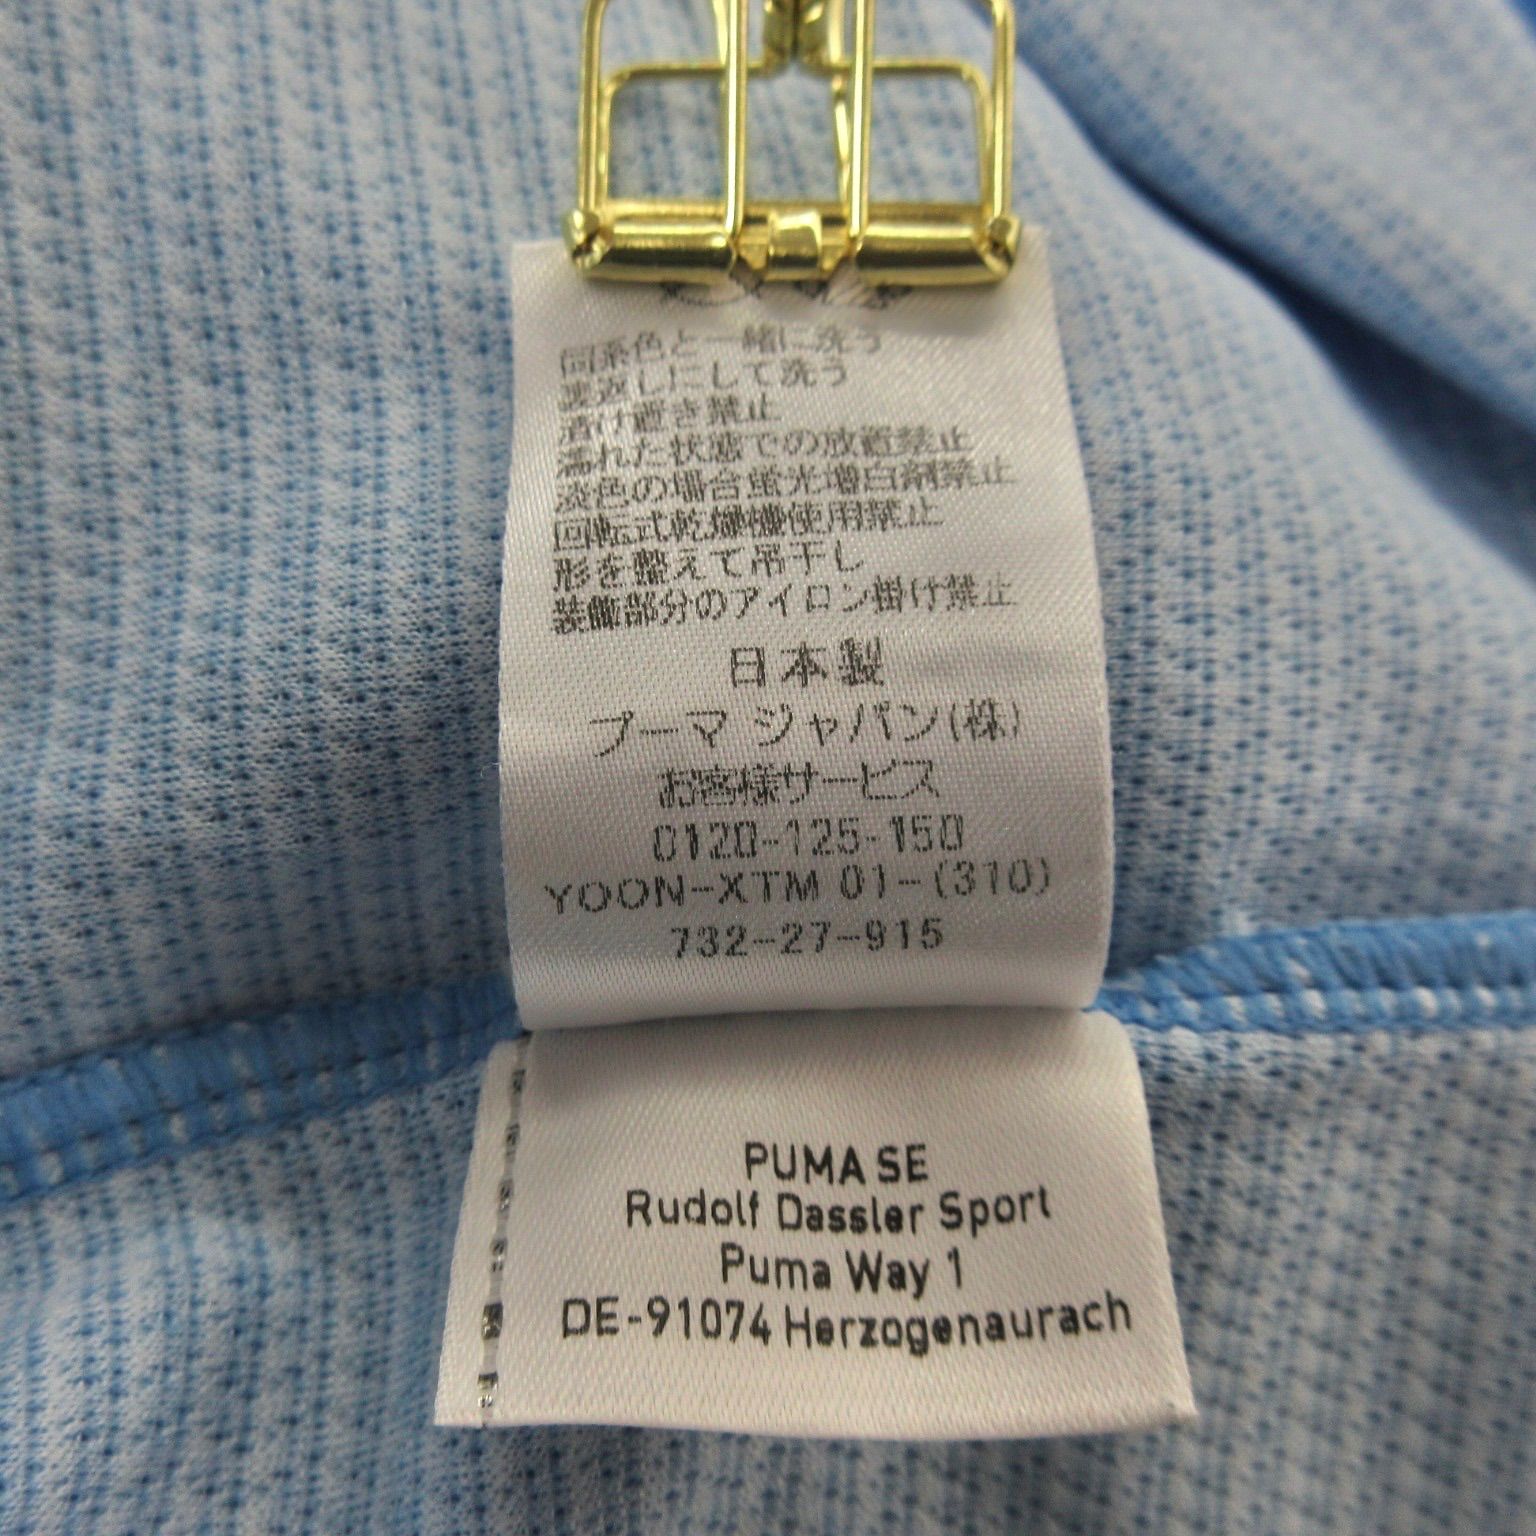 同系色と一緒に洗う
裏返しにして洗う
漬け置き禁止
濡れた状態での放置禁止
淡色の場合蛍光増白剤禁止
回転式乾燥機使用禁止
形を整えて吊干し
装飾部分のアイロン掛け禁止
日本製
プーマ ジャパン(株)
お客様サービス
0120-125-150
YOON-XTM 01-(310)
732-27-915
PUMA SE
Rudolf Dassler Sport
Puma Way 1
DE-91074 Herzogenaurach